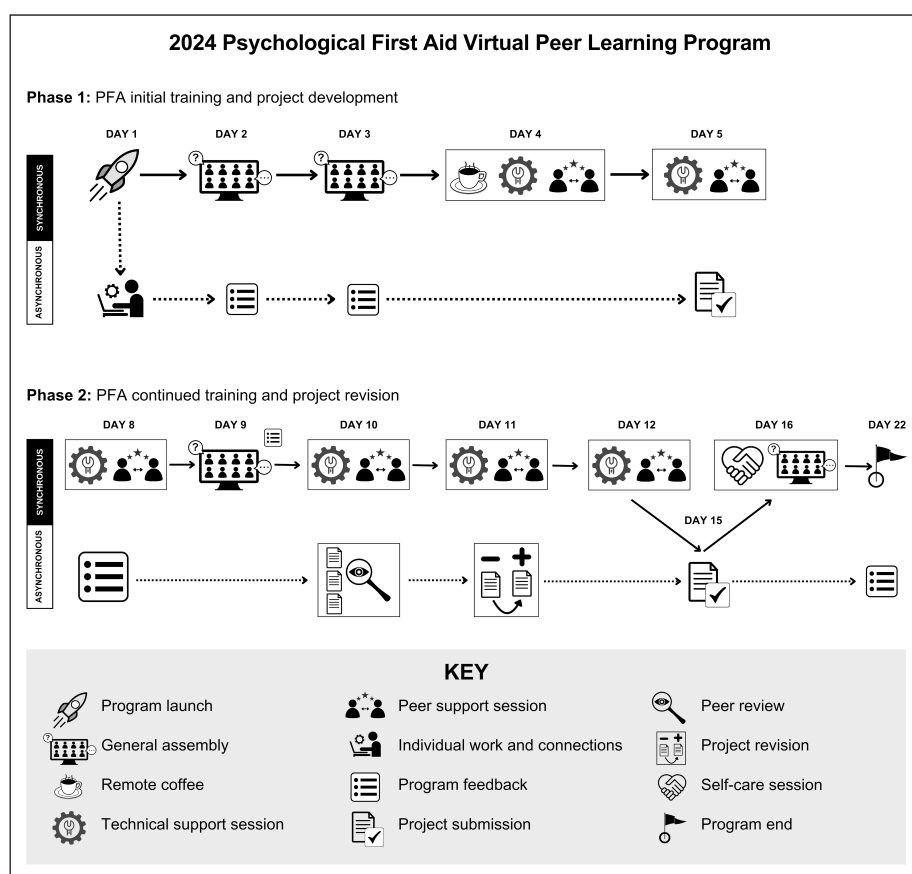 2024 Psychological First Aid Virtual Peer Learning Program
Phase 1: PFA initial training and project development
DAY 1
DAY 2
DAY 3
DAY 4
DAY 5
SYNCHRONOUS
?
?
ASYNCHRONOUS
Phase 2: PFA continued training and project revision
DAY 8
DAY 9
DAY 10
DAY 11
DAY 12
DAY 16
DAY 22
SYNCHRONOUS
?
?
DAY 15
ASYNCHRONOUS
KEY
Program launch
Peer support session
Peer review
?
General assembly
Individual work and connections
Project revision
Remote coffee
Program feedback
Self-care session
Technical support session
Project submission
Program end